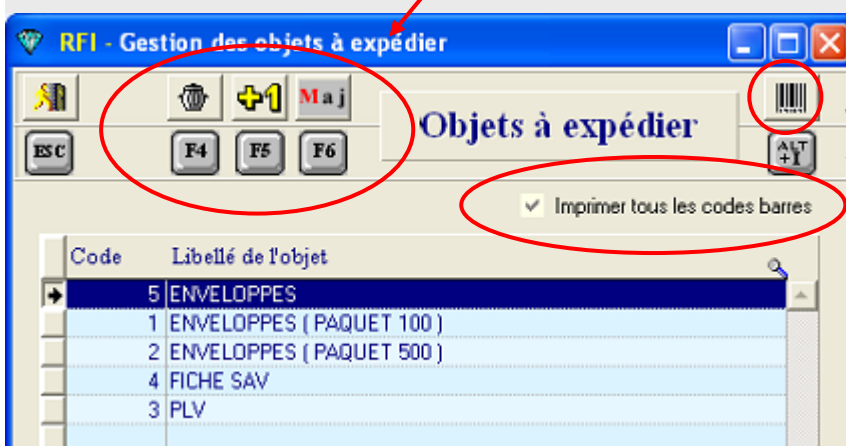 RFI - Gestion des objets à expédier
+1 Maj
Objets à expédier
ESC F4 F5 F6 ALT+I
Imprimer tous les codes barres
Code Libellé de l'objet
5 ENVELOPPES
1 ENVELOPPES ( PAQUET 100 )
2 ENVELOPPES ( PAQUET 500 )
4 FICHE SAV
3 PLV